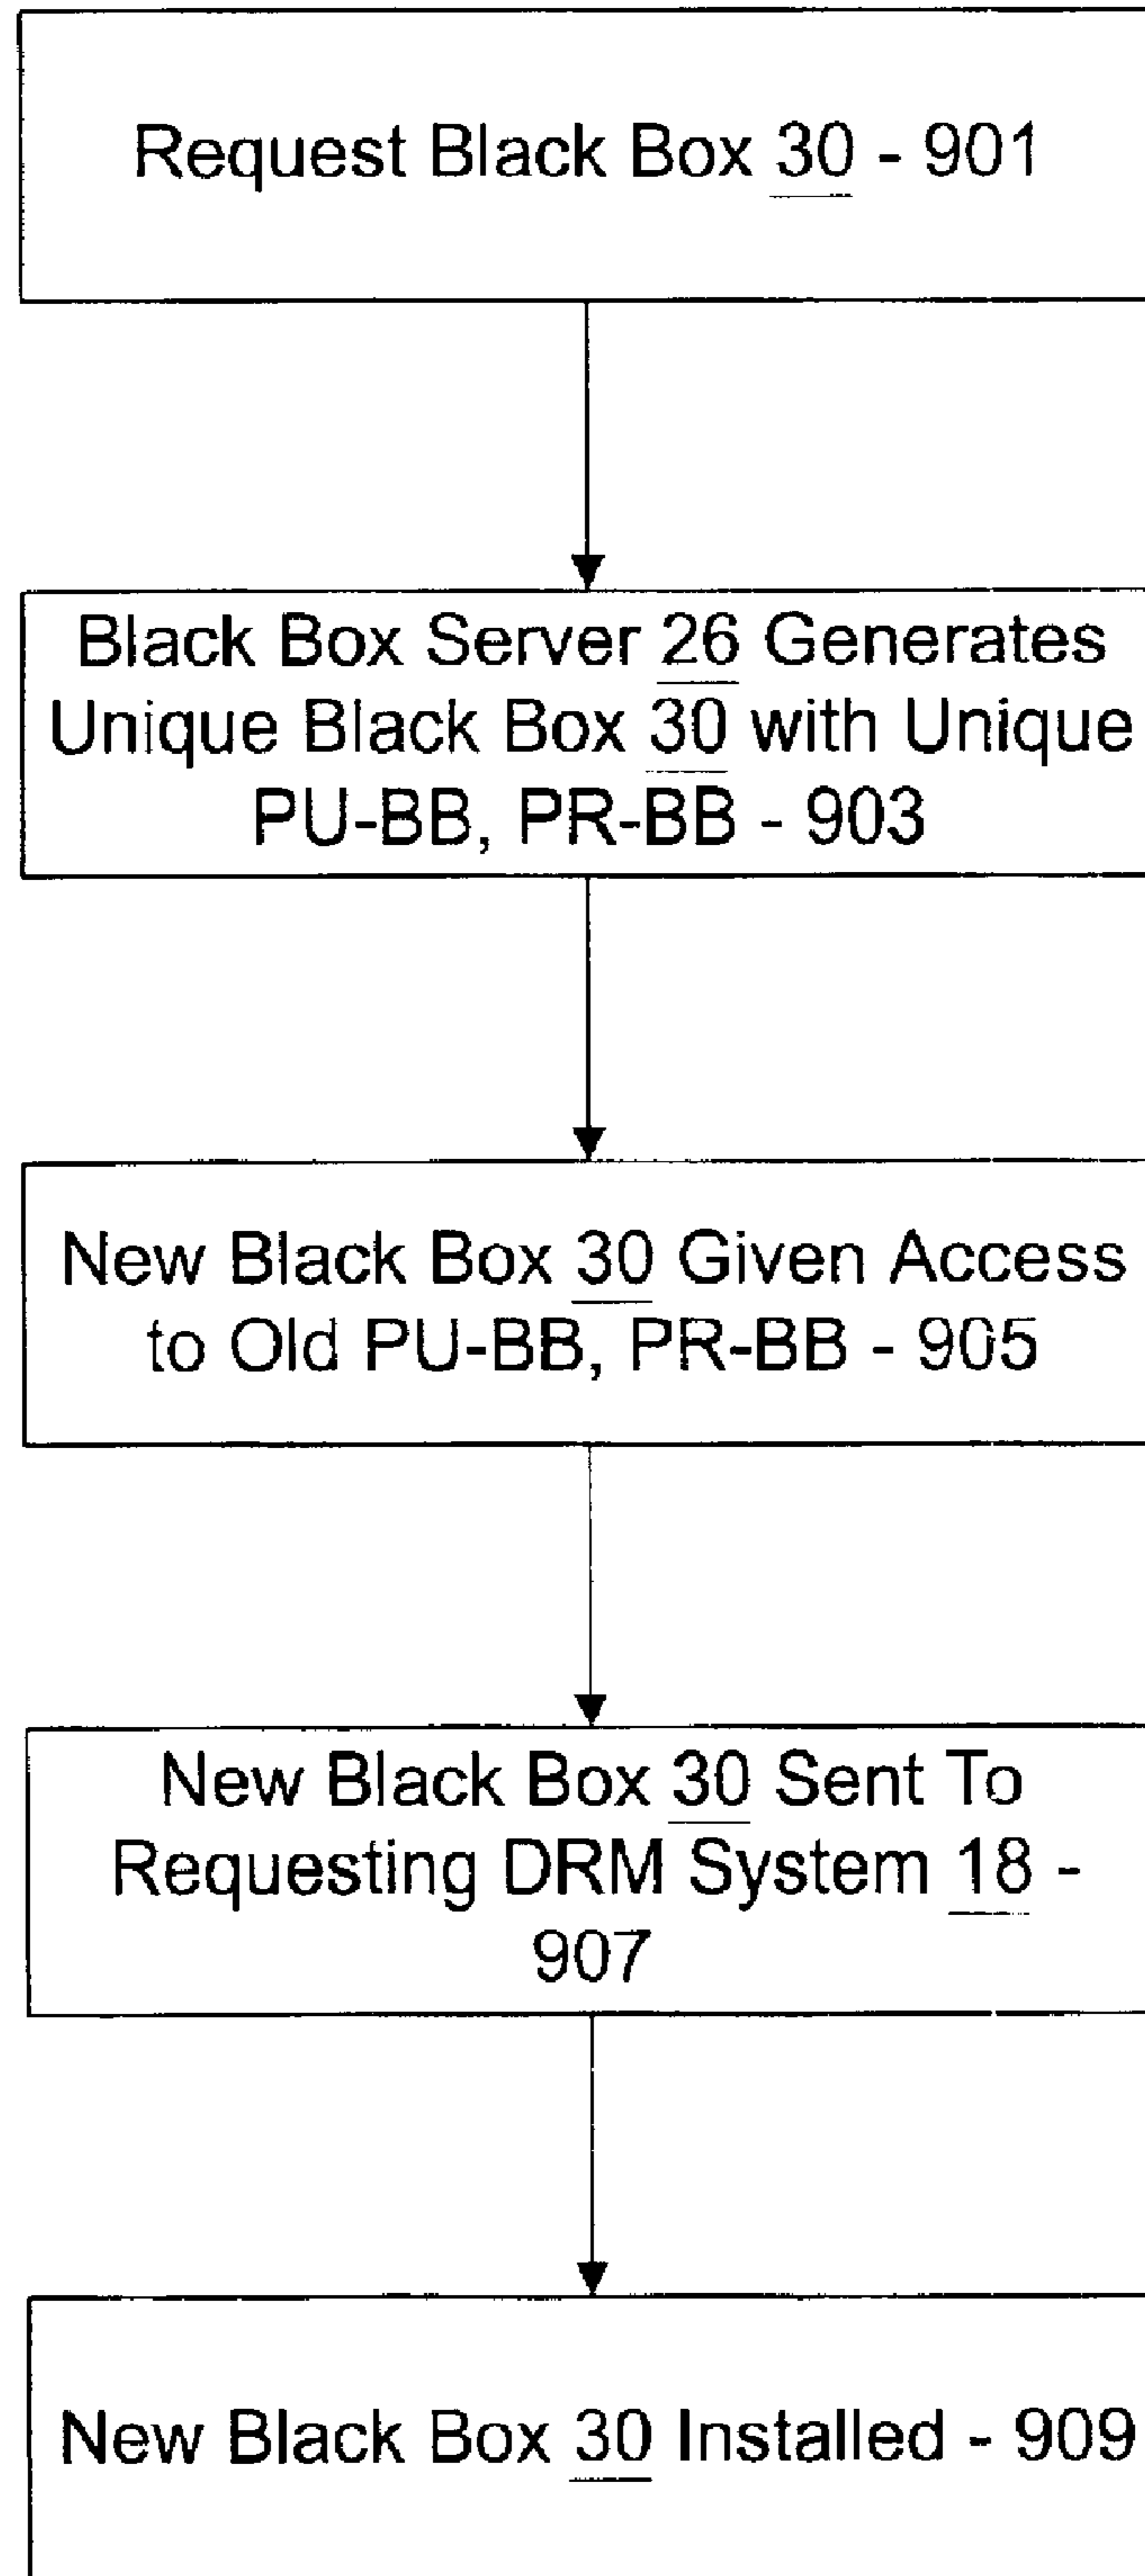 Request Black Box 30 - 901
Black Box Server 26 Generates
Unique Black Box 30 with Unique
PU-BB, PR-BB - 903
New Black Box 30 Given Access
to Old PU-BB, PR-BB - 905
New Black Box 30 Sent To
Requesting DRM System 18 -
907
New Black Box 30 Installed - 909